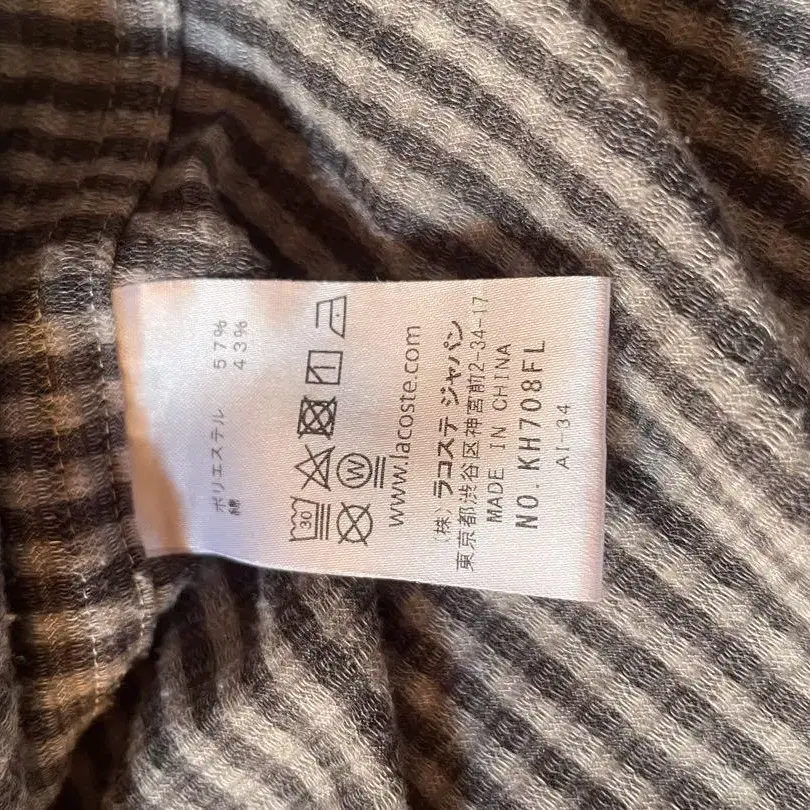 ポリエステル 57%
綿 43%
30
W
www.lacoste.com
(株)ラコステ ジャパン
東京都渋谷区神宮前2-34-17
MADE IN CHINA
NO. KH708FL
AI-34